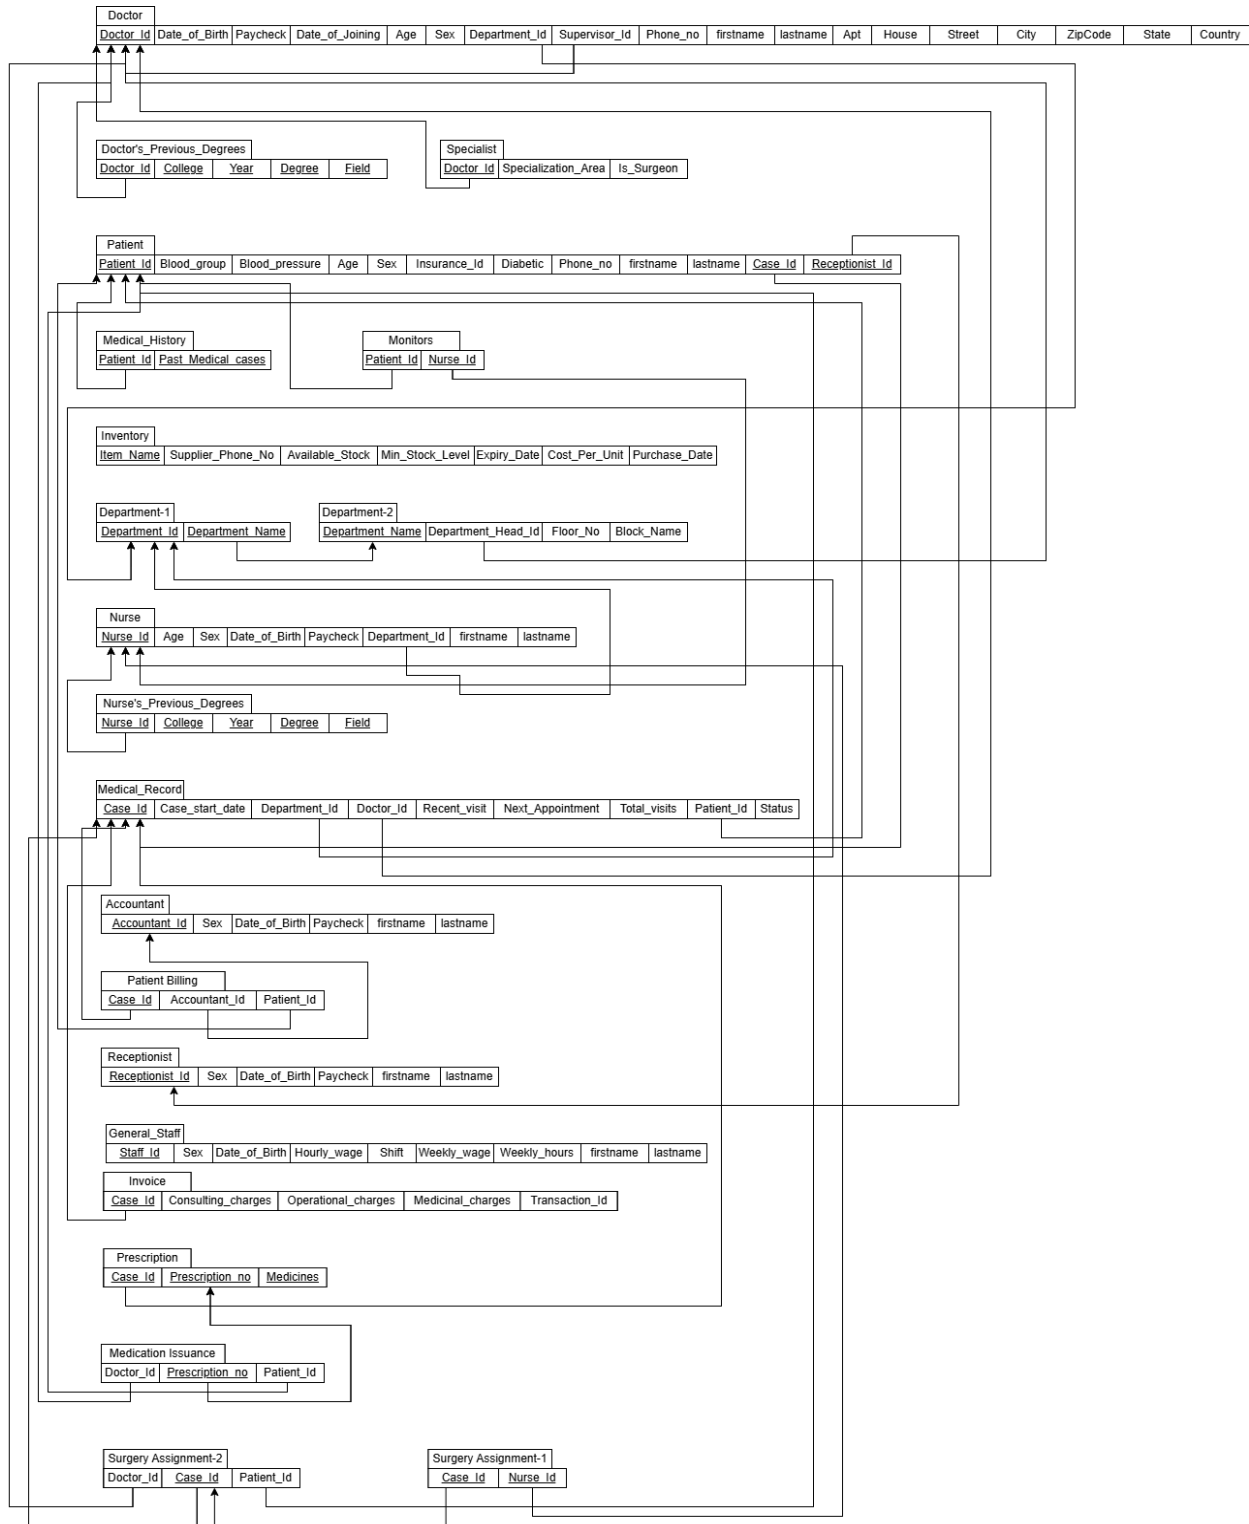 Doctor
Doctor_Id Date_of_Birth Paycheck Date_of_Joining Age Sex Department_Id Supervisor_Id Phone_no firstname lastname Apt House Street City ZipCode State Country
Doctor's_Previous_Degrees Specialist
Doctor_Id College Year Degree Field Doctor_Id Specialization_Area Is_Surgeon
Patient
Patient_Id Blood_group Blood_pressure Age Sex Insurance_Id Diabetic Phone_no firstname lastname Case_Id Receptionist_Id
Medical_History Monitors
Patient_Id Past_Medical_cases Patient_Id Nurse_Id
Inventory
Item_Name Supplier_Phone_No Available_Stock Min_Stock_Level Expiry_Date Cost_Per_Unit Purchase_Date
Department-1 Department-2
Department_Id Department_Name Department_Name Department_Head_Id Floor_No Block_Name
Nurse
Nurse_Id Age Sex Date_of_Birth Paycheck Department_Id firstname lastname
Nurse's_Previous_Degrees
Nurse_Id College Year Degree Field
Medical_Record
Case_Id Case_start_date Department_Id Doctor_Id Recent_visit Next_Appointment Total_visits Patient_Id Status
Accountant
Accountant_Id Sex Date_of_Birth Paycheck firstname lastname
Patient Billing
Case_Id Accountant_Id Patient_Id
Receptionist
Receptionist_Id Sex Date_of_Birth Paycheck firstname lastname
General_Staff
Staff_Id Sex Date_of_Birth Hourly_wage Shift Weekly_wage Weekly_hours firstname lastname
Invoice
Case_Id Consulting_charges Operational_charges Medicinal_charges Transaction_Id
Prescription
Case_Id Prescription_no Medicines
Medication Issuance
Doctor_Id Prescription_no Patient_Id
Surgery Assignment-2 Surgery Assignment-1
Doctor_Id Case_Id Patient_Id Case_Id Nurse_Id